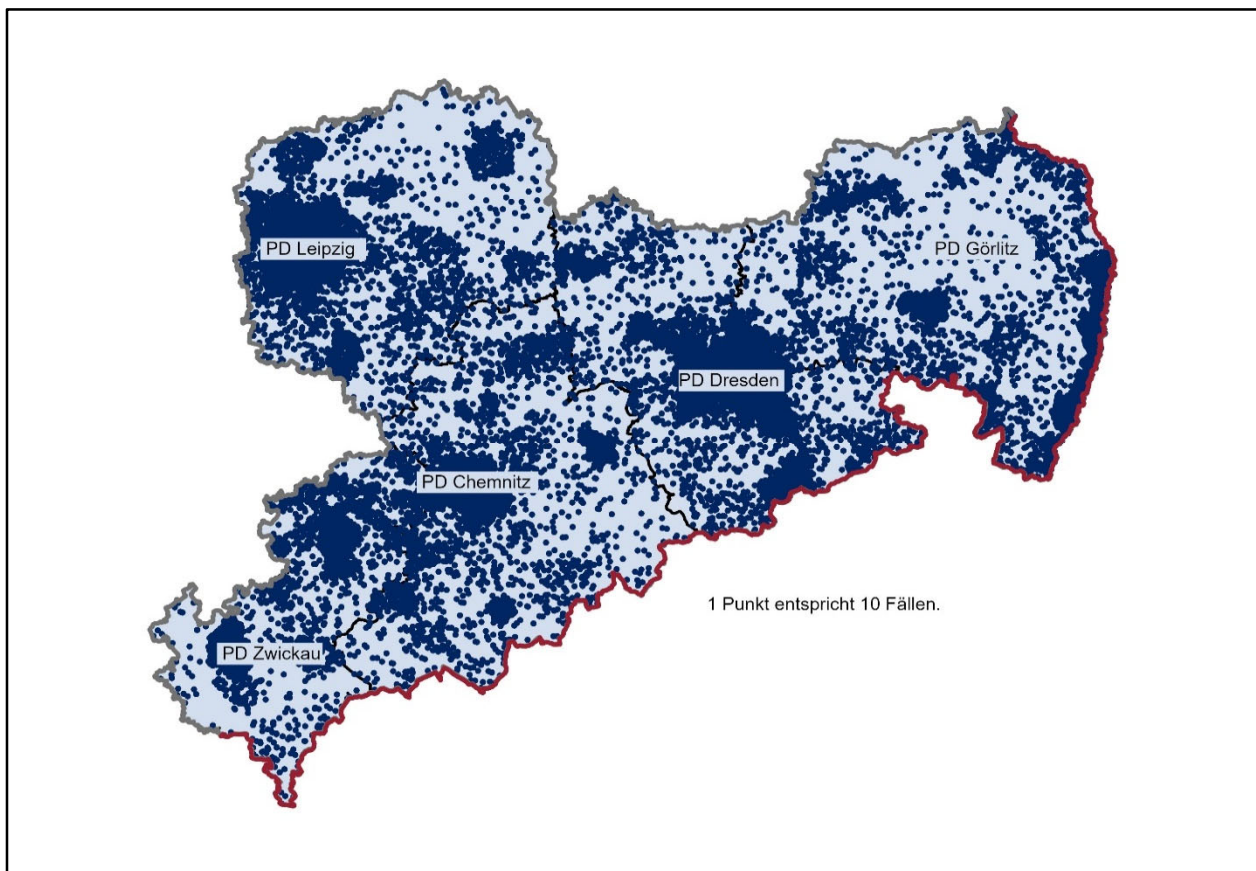 PD Leipzig
PD Görlitz
PD Dresden
PD Chemnitz
1 Punkt entspricht 10 Fällen.
PD Zwickau